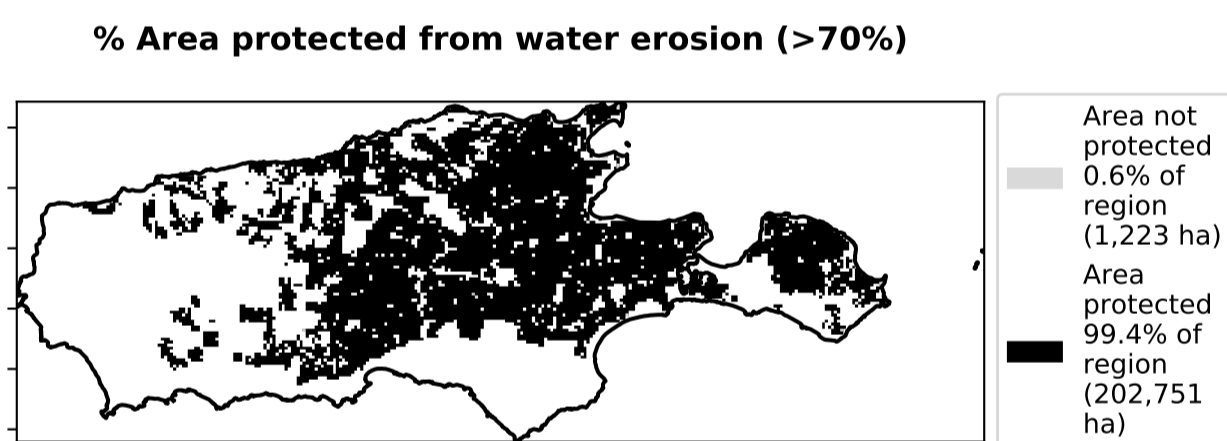 % Area protected from water erosion (>70%)
Area not
protected
0.6% of
region
(1,223 ha)
Area
protected
99.4% of
region
(202,751
ha)